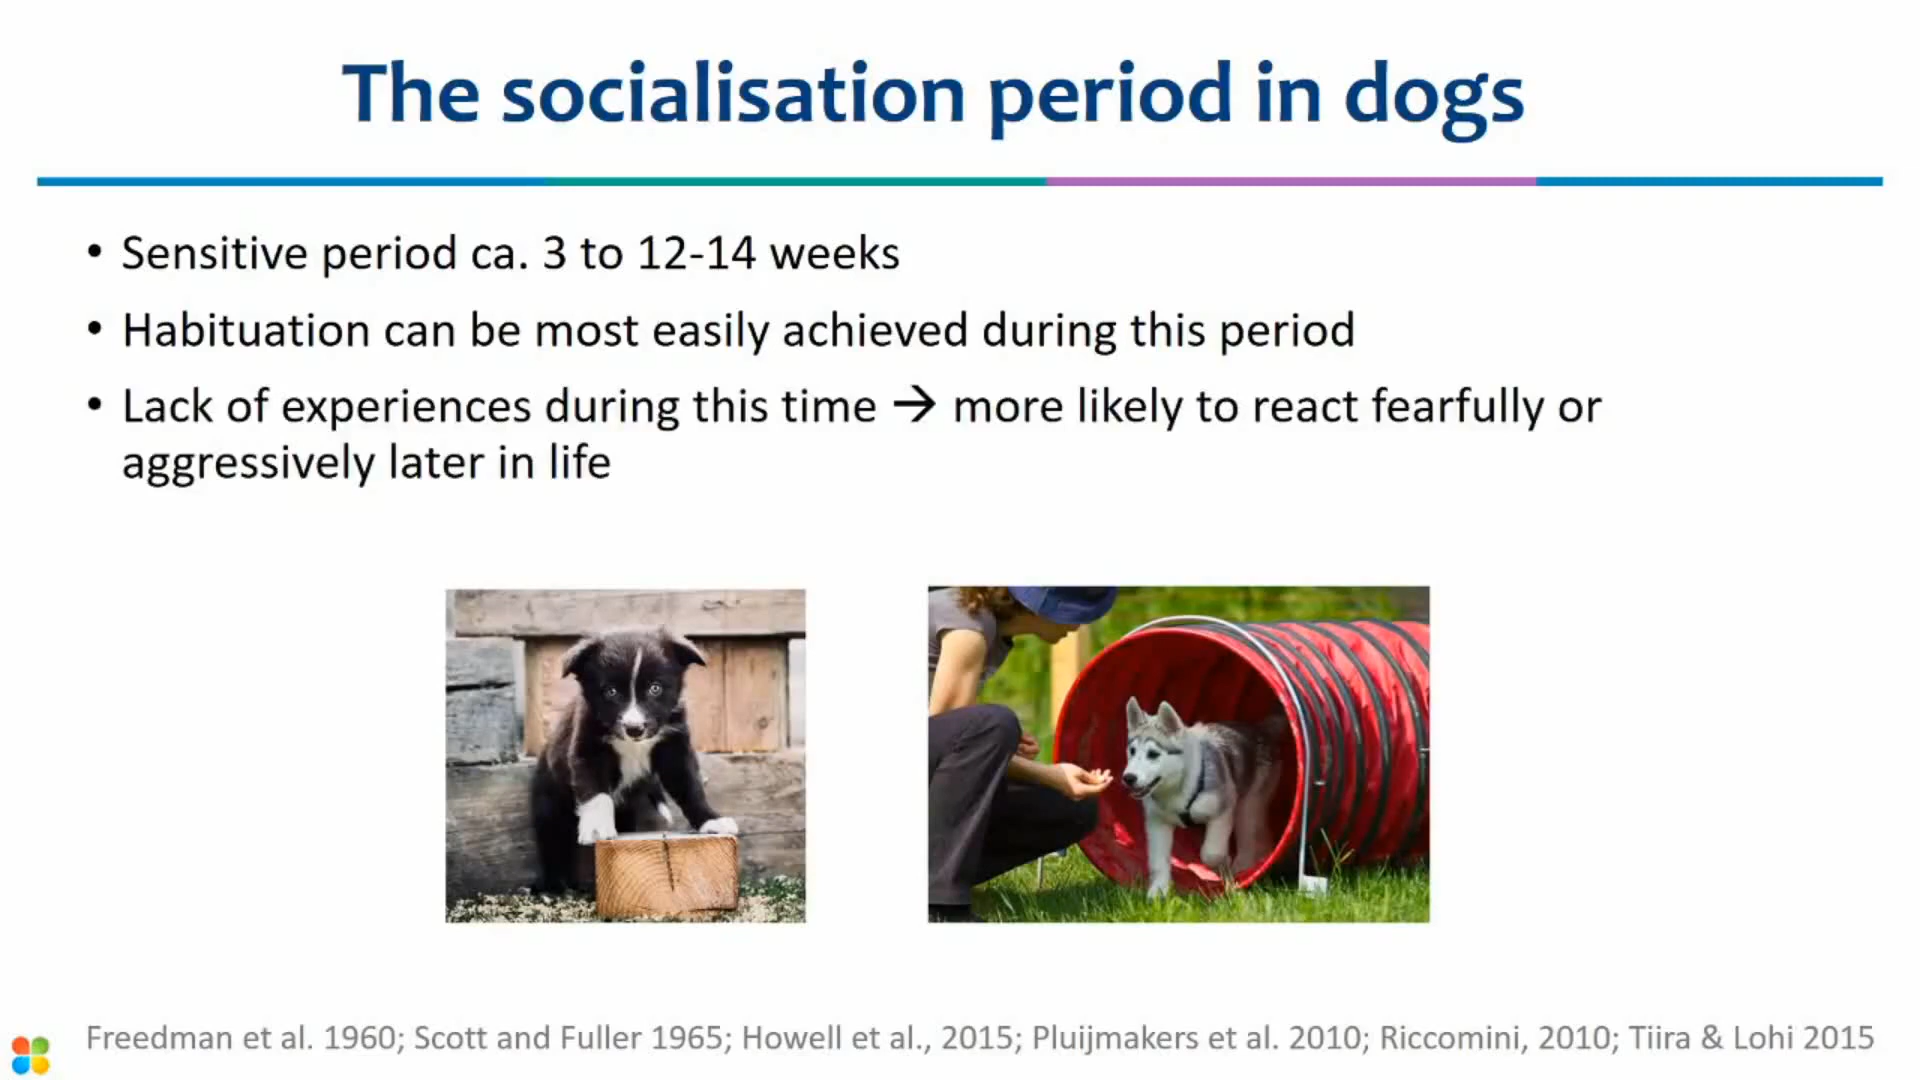 The socialisation period in dogs
• Sensitive period ca. 3 to 12-14 weeks
• Habituation can be most easily achieved during this period
• Lack of experiences during this time → more likely to react fearfully or
aggressively later in life
Freedman et al. 1960; Scott and Fuller 1965; Howell et al., 2015; Pluijmakers et al. 2010; Riccomini, 2010; Tiira & Lohi 2015